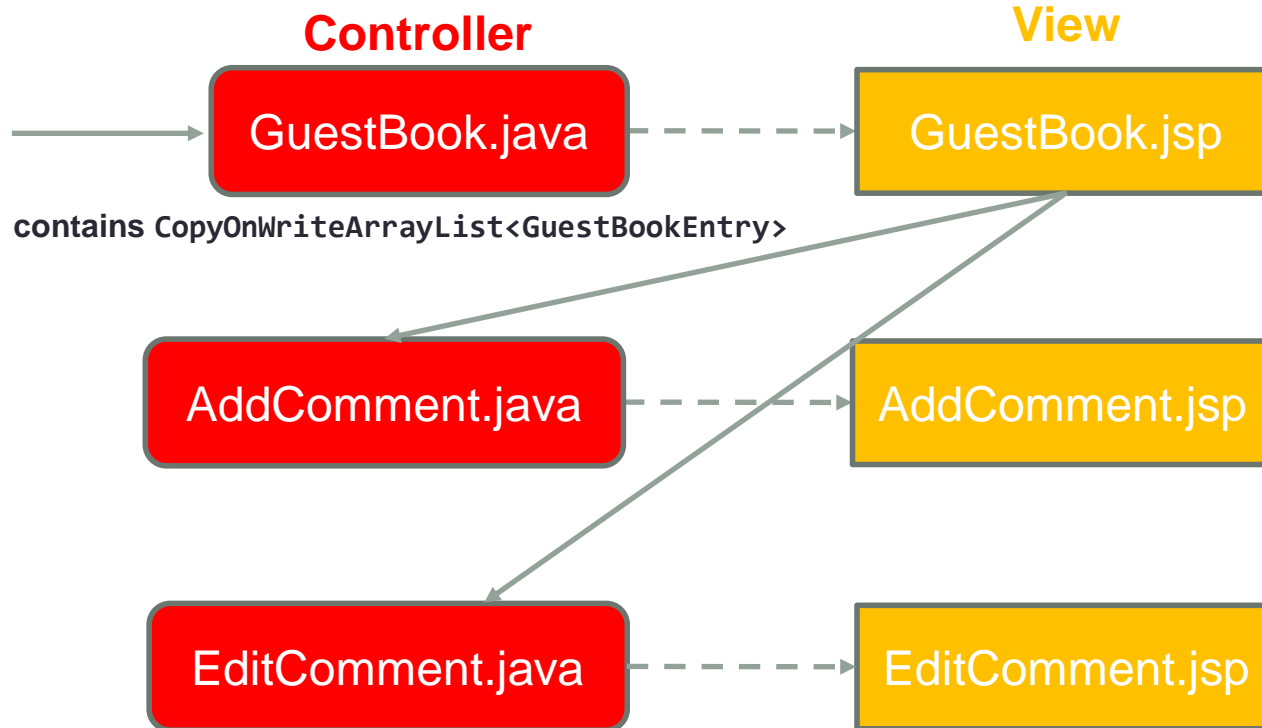 Controller
View
GuestBook.java
GuestBook.jsp
contains CopyOnWriteArrayList<GuestBookEntry>
AddComment.java
AddComment.jsp
EditComment.java
EditComment.jsp